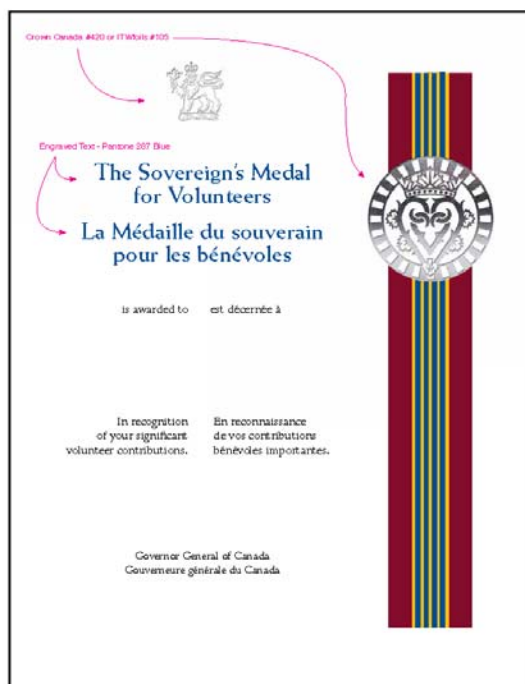 Crown Canada #420 or ITWfoils #105
Engraved Text - Pantone 287 Blue
The Sovereign's Medal
for Volunteers
La Médaille du souverain
pour les bénévoles
is awarded to est décernée à
In recognition
of your significant
volunteer contributions.
En reconnaissance
de vos contributions
bénévoles importantes.
Governor General of Canada
Gouverneure générale du Canada